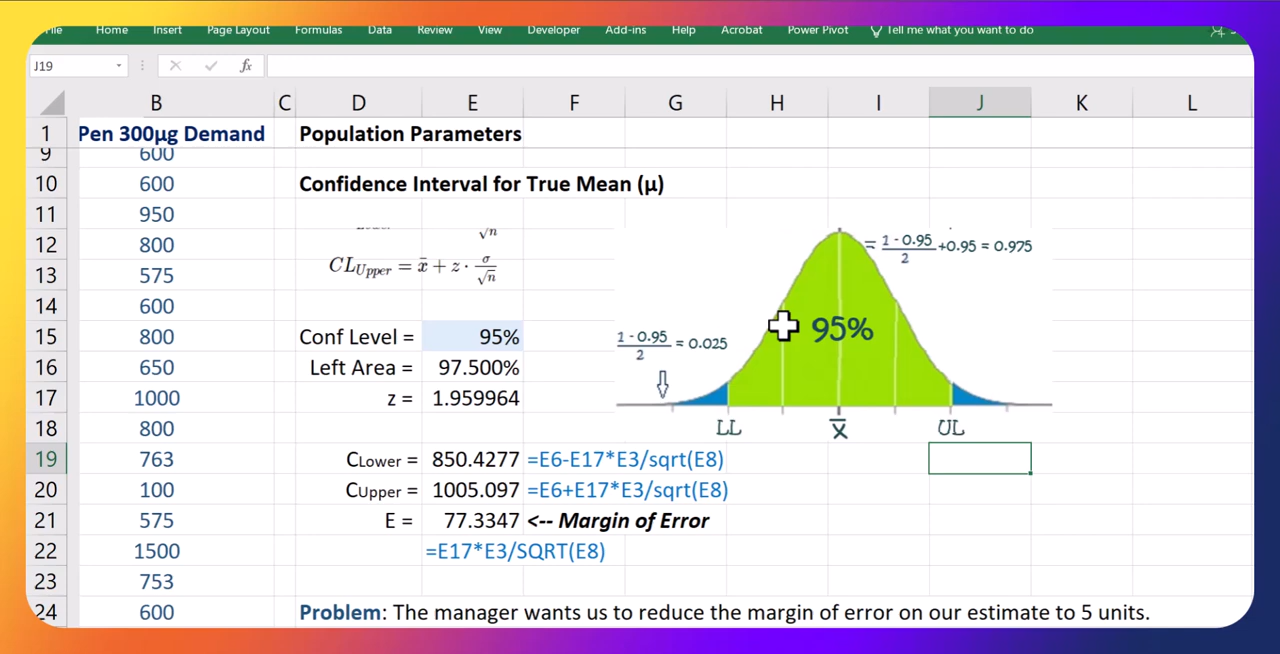 File Home Insert Page Layout Formulas Data Review View Developer Add-ins Help Acrobat Power Pivot Tell me what you want to do
J19 fx
B C D E F G H I J K L
1 Pen 300µg Demand Population Parameters
9 600
10 600 Confidence Interval for True Mean (µ)
11 950
√n
12 800 = (1 - 0.95)/2 +0.95 = 0.975
13 575 CL_Upper = x̄ + z · σ/√n
14 600
15 800 Conf Level = 95% (1 - 0.95)/2 = 0.025 95%
16 650 Left Area = 97.500%
17 1000 z = 1.959964
18 800 LL X̄ UL
19 763 CLower = 850.4277 =E6-E17*E3/sqrt(E8)
20 100 CUpper = 1005.097 =E6+E17*E3/sqrt(E8)
21 575 E = 77.3347 <-- Margin of Error
22 1500 =E17*E3/SQRT(E8)
23 753
24 600 Problem: The manager wants us to reduce the margin of error on our estimate to 5 units.